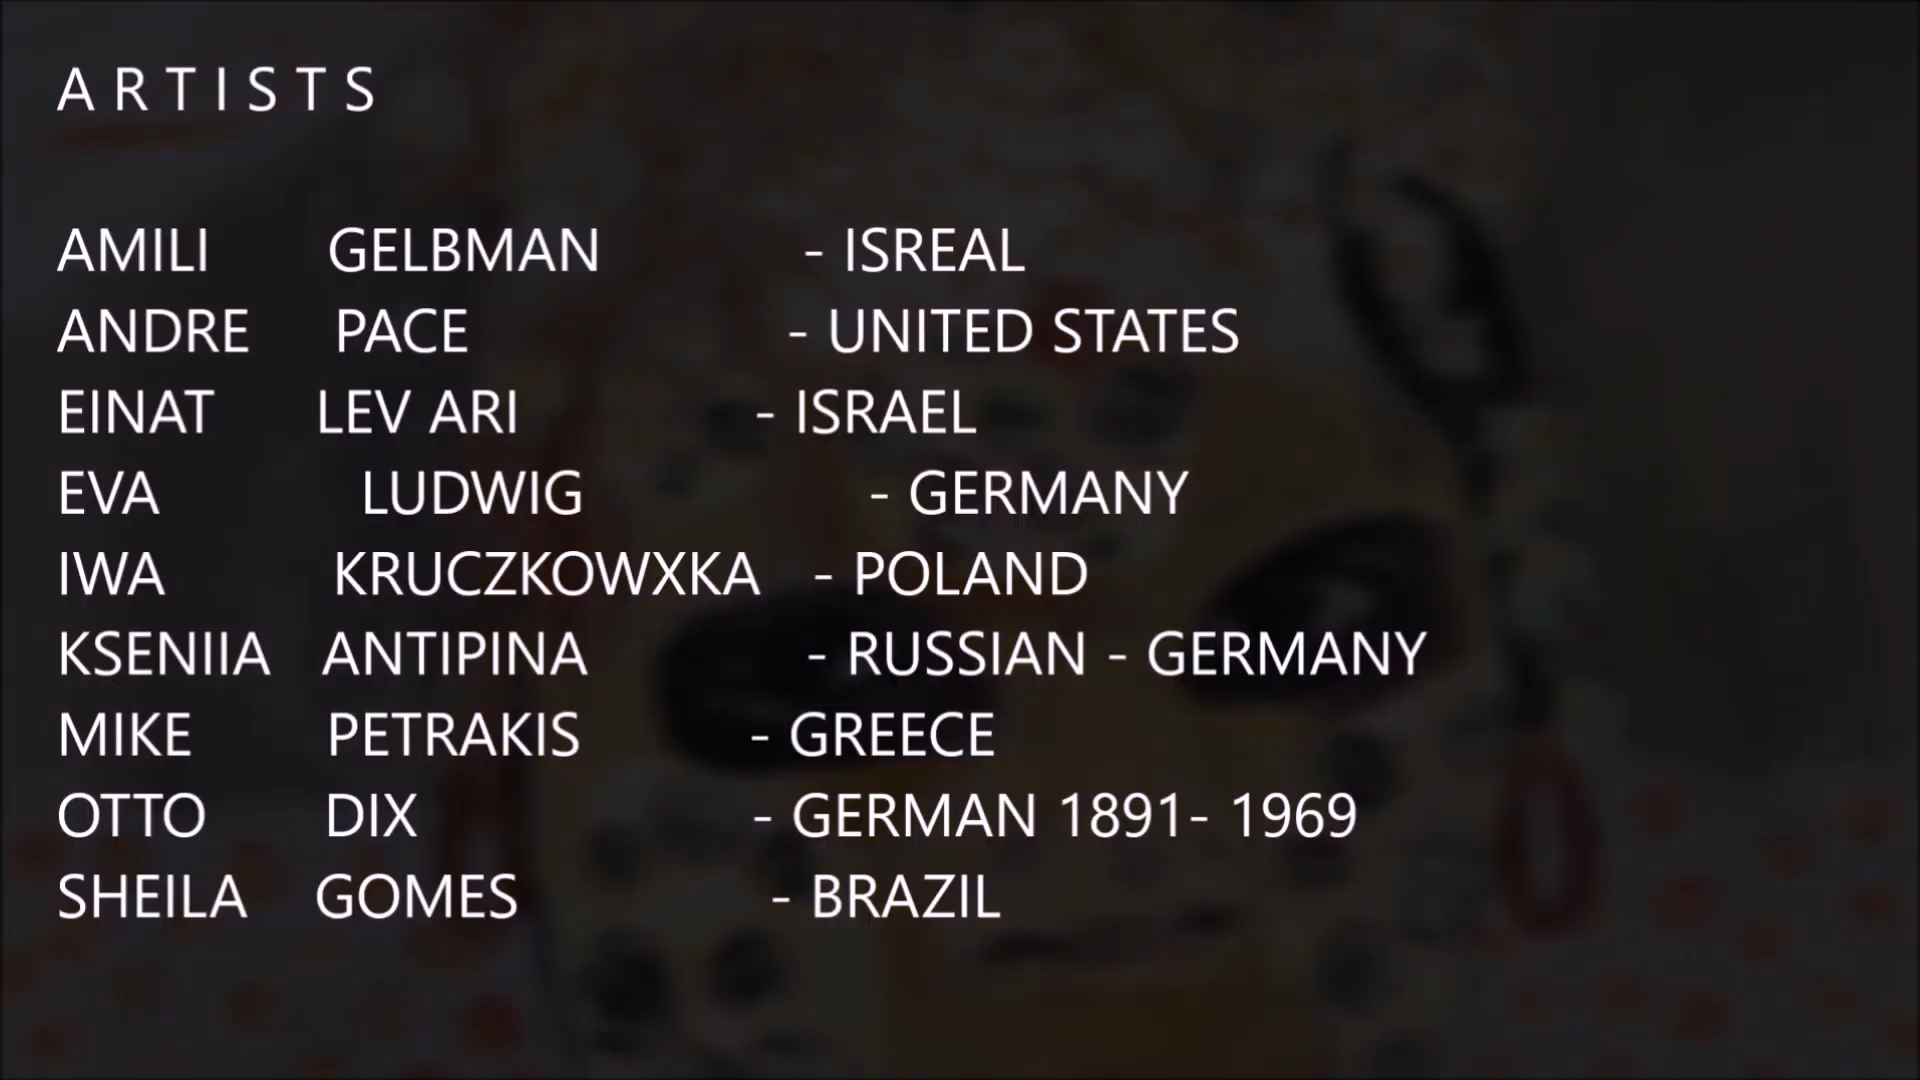 A R T I S T S
AMILI GELBMAN - ISREAL
ANDRE PACE - UNITED STATES
EINAT LEV ARI - ISRAEL
EVA LUDWIG - GERMANY
IWA KRUCZKOWXKA - POLAND
KSENIIA ANTIPINA - RUSSIAN - GERMANY
MIKE PETRAKIS - GREECE
OTTO DIX - GERMAN 1891- 1969
SHEILA GOMES - BRAZIL